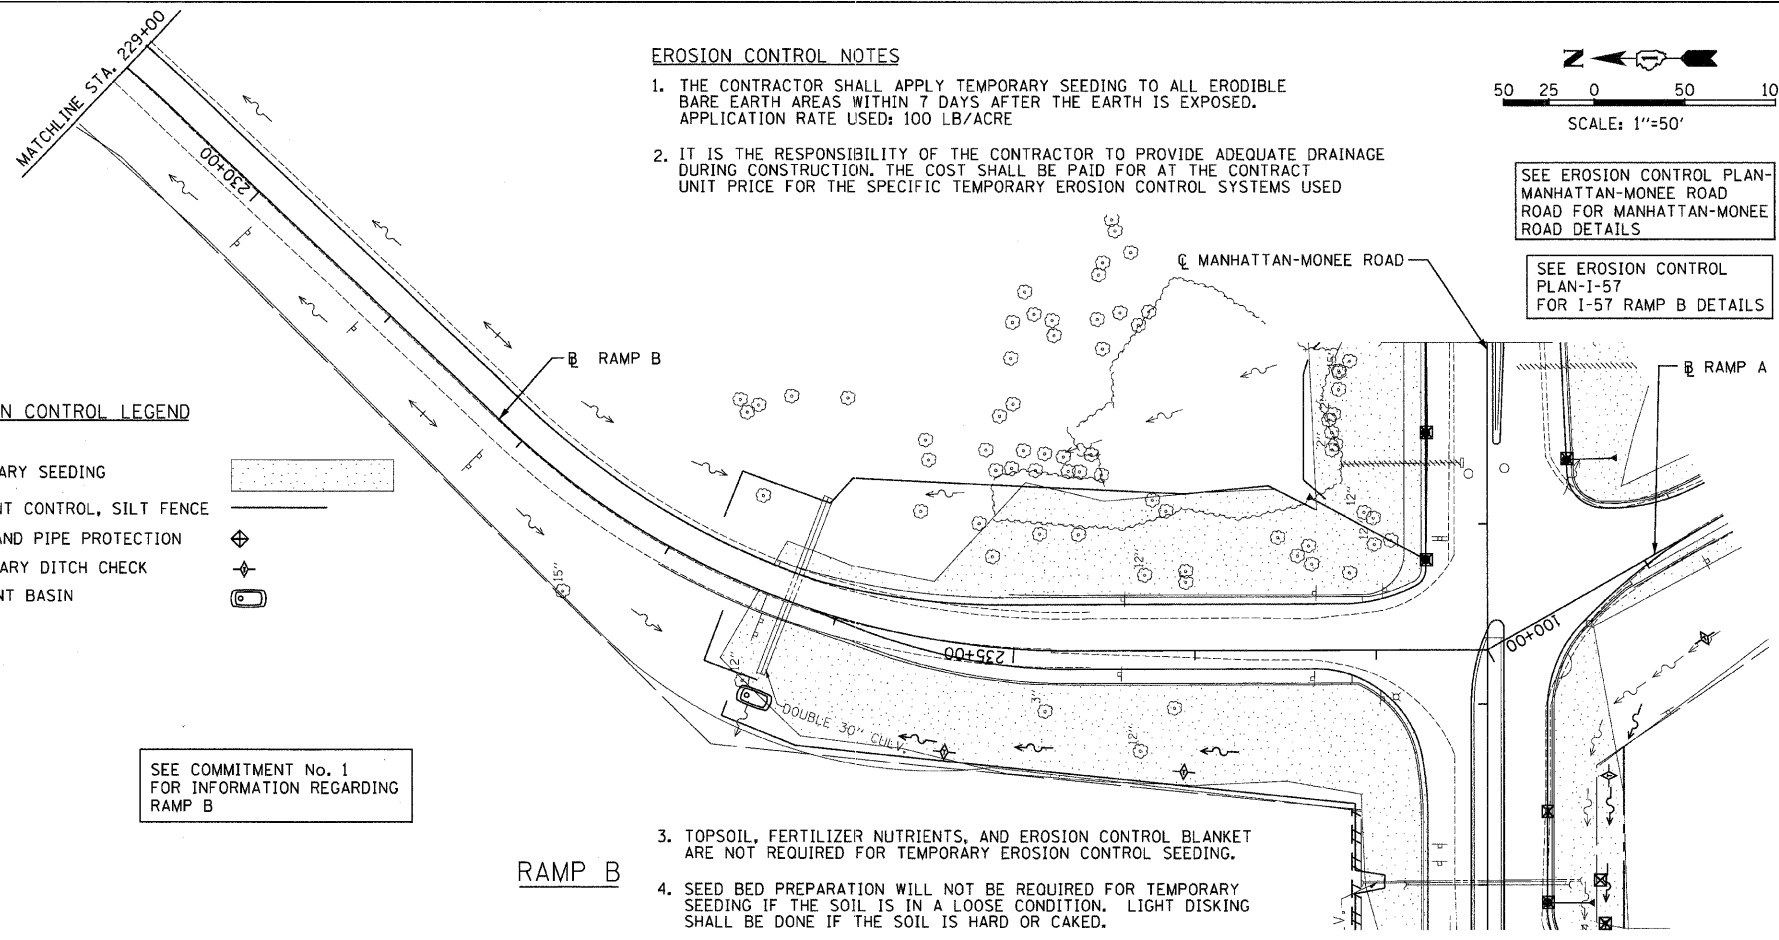 MATCHLINE STA. 229+00
230+00
EROSION CONTROL NOTES
1. THE CONTRACTOR SHALL APPLY TEMPORARY SEEDING TO ALL ERODIBLE
BARE EARTH AREAS WITHIN 7 DAYS AFTER THE EARTH IS EXPOSED.
APPLICATION RATE USED: 100 LB/ACRE
2. IT IS THE RESPONSIBILITY OF THE CONTRACTOR TO PROVIDE ADEQUATE DRAINAGE
DURING CONSTRUCTION. THE COST SHALL BE PAID FOR AT THE CONTRACT
UNIT PRICE FOR THE SPECIFIC TEMPORARY EROSION CONTROL SYSTEMS USED
N
50 25 0 50 10
SCALE: 1"=50'
SEE EROSION CONTROL PLAN-
MANHATTAN-MONEE ROAD
ROAD FOR MANHATTAN-MONEE
ROAD DETAILS
SEE EROSION CONTROL
PLAN-I-57
FOR I-57 RAMP B DETAILS
℄ MANHATTAN-MONEE ROAD
RAMP B
RAMP A
N CONTROL LEGEND
ARY SEEDING
NT CONTROL, SILT FENCE
AND PIPE PROTECTION
ARY DITCH CHECK
NT BASIN
15"
12"
12"
12"
12"
2"
235+00
100+00
3"
12"
DOUBLE 30" CULV.
SEE COMMITMENT No. 1
FOR INFORMATION REGARDING
RAMP B
RAMP B
3. TOPSOIL, FERTILIZER NUTRIENTS, AND EROSION CONTROL BLANKET
ARE NOT REQUIRED FOR TEMPORARY EROSION CONTROL SEEDING.
4. SEED BED PREPARATION WILL NOT BE REQUIRED FOR TEMPORARY
SEEDING IF THE SOIL IS IN A LOOSE CONDITION. LIGHT DISKING
SHALL BE DONE IF THE SOIL IS HARD OR CAKED.
V.